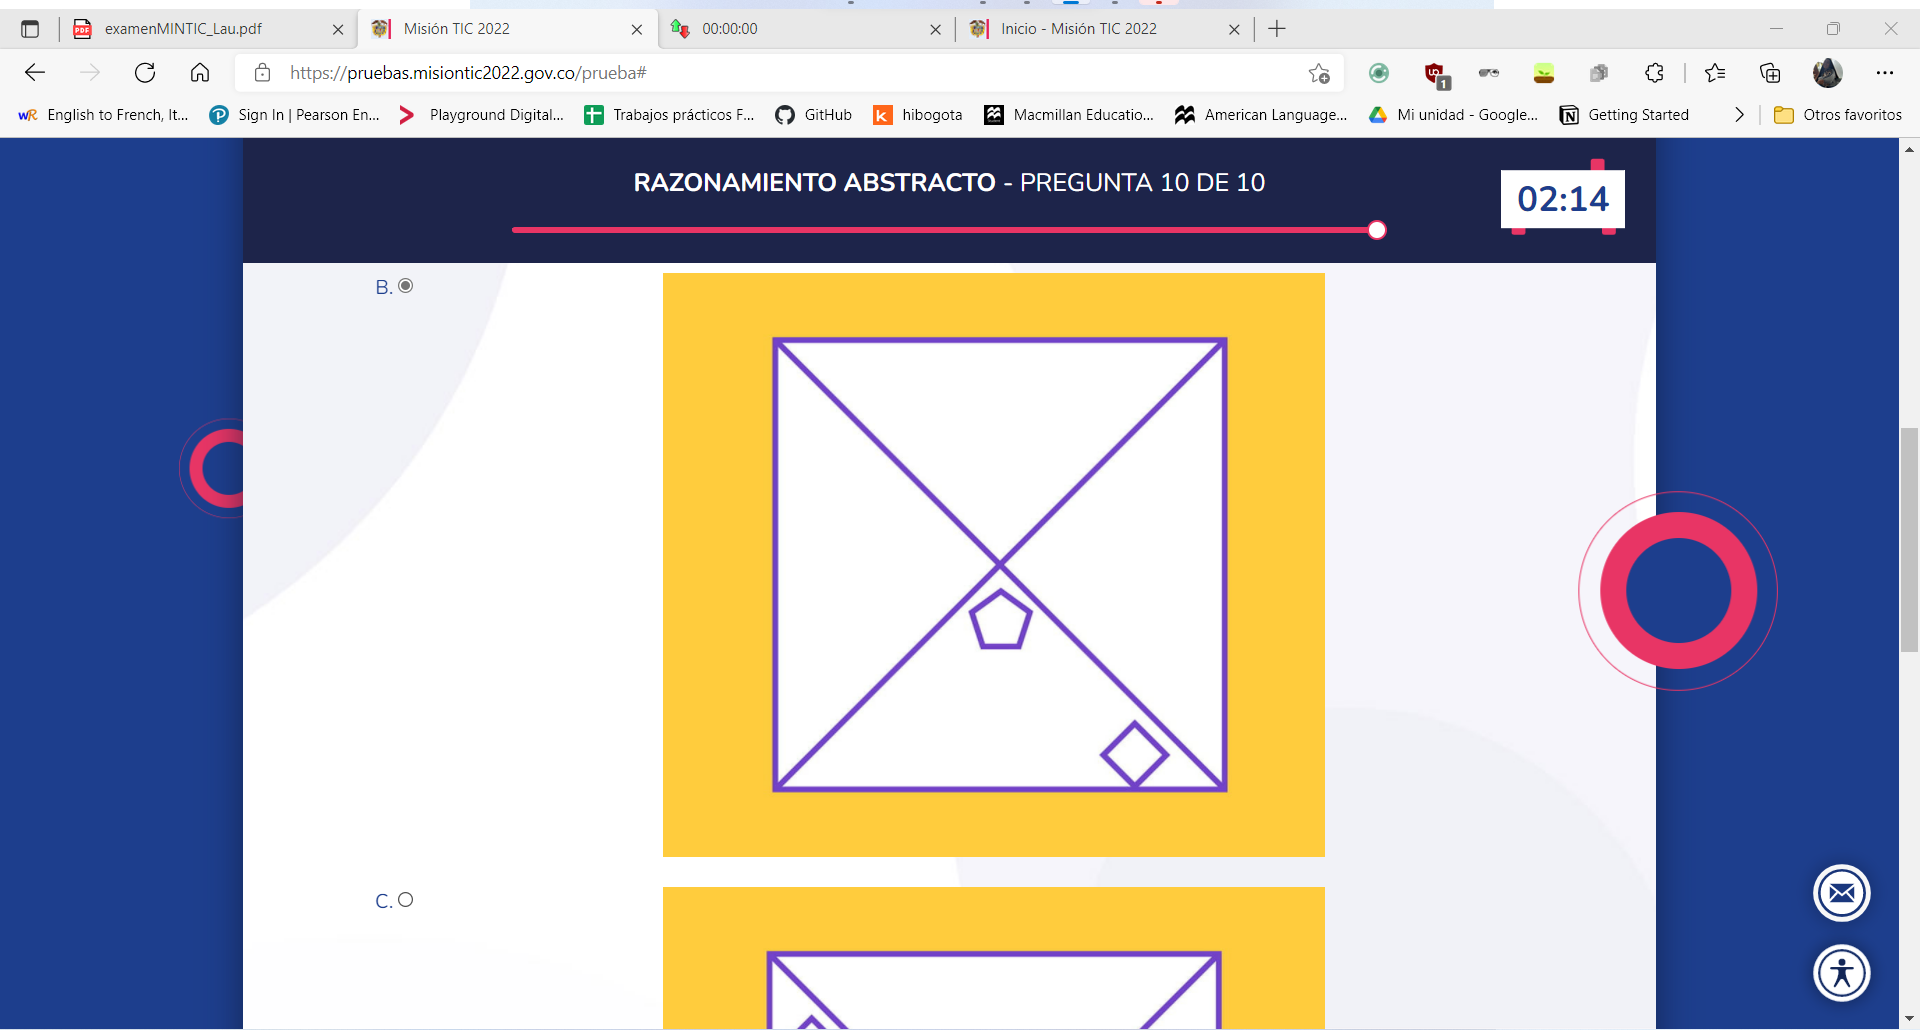 examenMINTIC_Lau.pdf
Misión TIC 2022
00:00:00
Inicio - Misión TIC 2022
https://pruebas.misiontic2022.gov.co/prueba#
1
English to French, It...
Sign In | Pearson En...
Playground Digital...
Trabajos prácticos F...
GitHub
hibogota
Macmillan Educatio...
American Language...
Mi unidad - Google...
Getting Started
Otros favoritos
RAZONAMIENTO ABSTRACTO - PREGUNTA 10 DE 10
02:14
B.
C.